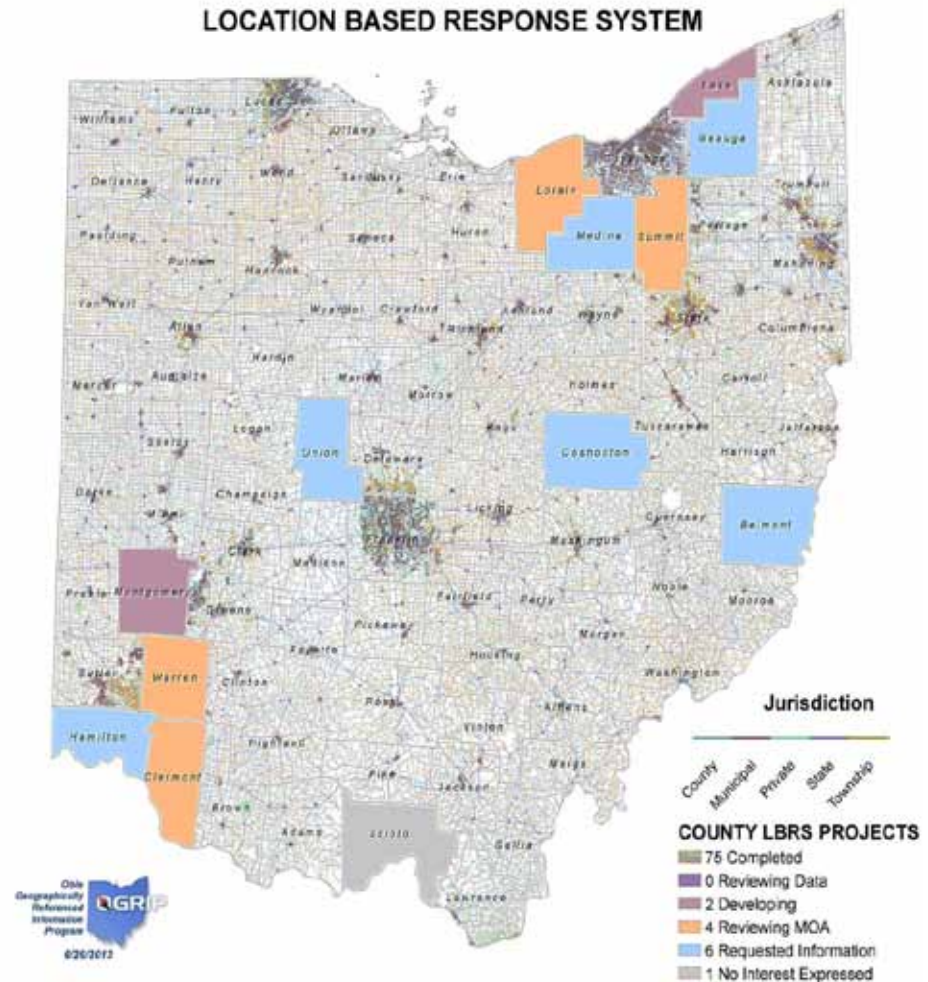 LOCATION BASED RESPONSE SYSTEM
Lake
Ashtabula
Lucas
Williams
Fulton
Geauga
Ottawa
Defiance
Henry
Wood
Sandusky
Erie
Lorain
Trumbull
Paulding
Seneca
Huron
Medina
Summit
Portage
Putnam
Hancock
Mahoning
Van Wert
Wyandot
Crawford
Richland
Ashland
Wayne
Stark
Columbiana
Allen
Hardin
Mercer
Auglaize
Marion
Morrow
Holmes
Carroll
Logan
Union
Knox
Coshocton
Tuscarawas
Jefferson
Shelby
Delaware
Harrison
Darke
Champaign
Miami
Licking
Guernsey
Belmont
Franklin
Clark
Madison
Muskingum
Preble
Montgomery
Greene
Fairfield
Perry
Noble
Monroe
Pickaway
Morgan
Fayette
Hocking
Butler
Warren
Clinton
Washington
Ross
Athens
Hamilton
Vinton
Highland
Clermont
Pike
Meigs
Jackson
Brown
Adams
Scioto
Gallia
Lawrence
Jurisdiction
County
Municipal
Private
State
Township
COUNTY LBRS PROJECTS
75 Completed
0 Reviewing Data
2 Developing
4 Reviewing MOA
6 Requested Information
1 No Interest Expressed
Ohio
Geographically
Referenced
Information
Program
OGRIP